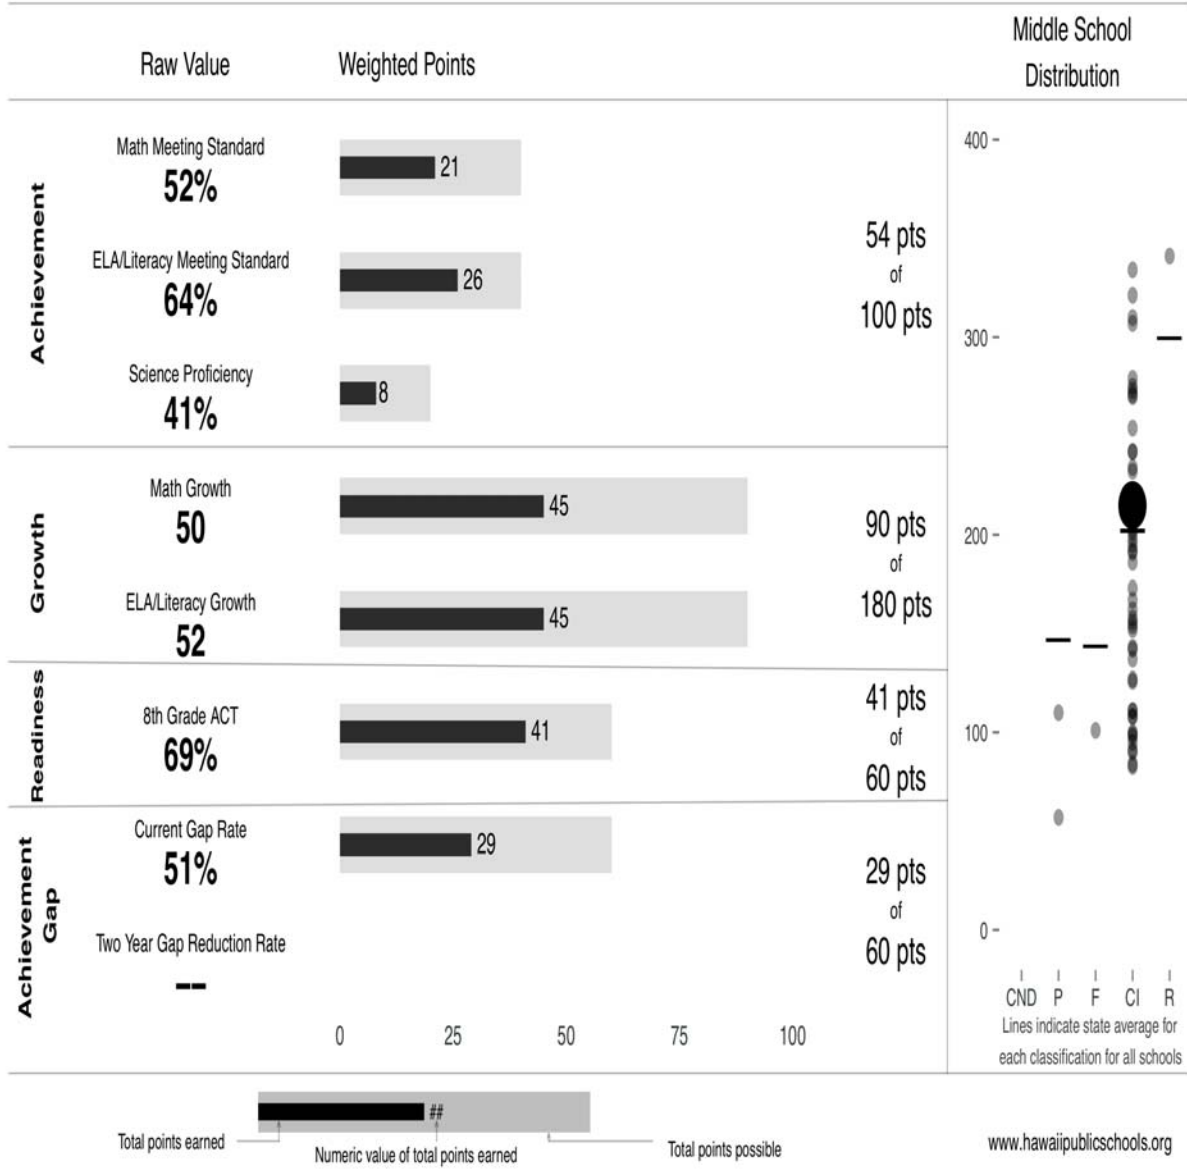 Raw Value
Weighted Points
Middle School
Distribution
Achievement
Math Meeting Standard
52%
21
ELA/Literacy Meeting Standard
64%
26
Science Proficiency
41%
8
54 pts
of
100 pts
Growth
Math Growth
50
45
ELA/Literacy Growth
52
45
90 pts
of
180 pts
Readiness
8th Grade ACT
69%
41
41 pts
of
60 pts
Achievement
Gap
Current Gap Rate
51%
29
Two Year Gap Reduction Rate
--
29 pts
of
60 pts
0 25 50 75 100
400
300
200
100
0
CND P F CI R
Lines indicate state average for
each classification for all schools
##
Total points earned
Numeric value of total points earned
Total points possible
www.hawaiipublicschools.org